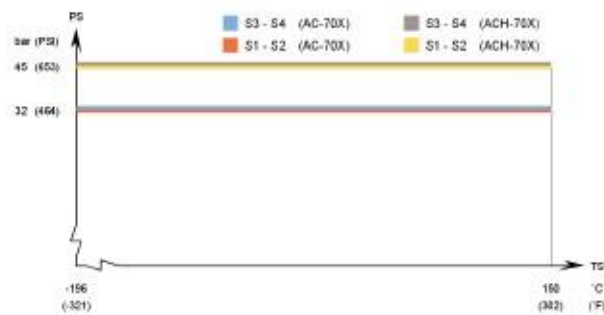 PS
S3 - S4 (AC-70X)
S3 - S4 (ACH-70X)
bar (PSI)
S1 - S2 (AC-70X)
S1 - S2 (ACH-70X)
45 (653)
32 (464)
TS
-196
150
°C
(-321)
(302)
(°F)